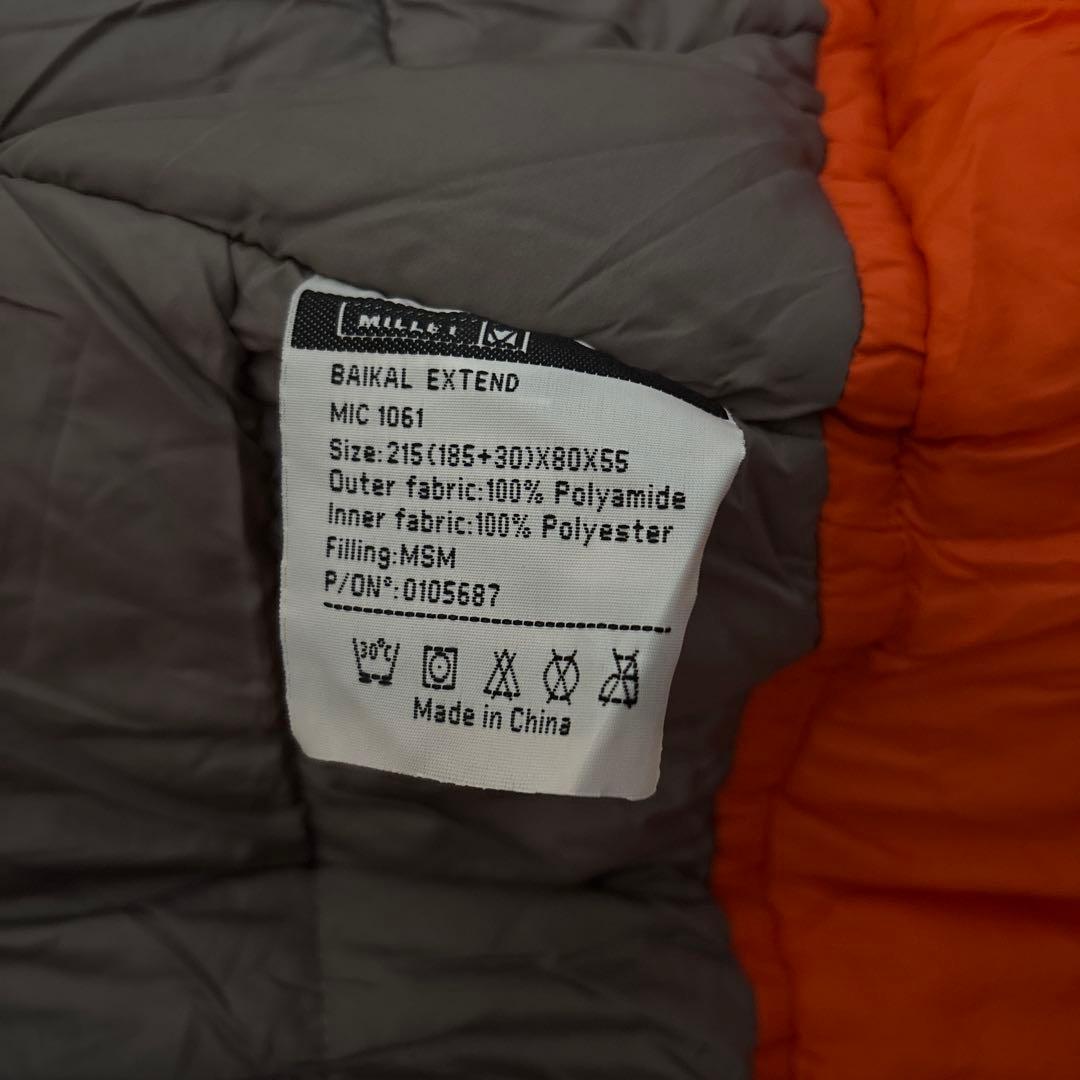 MILLET
BAIKAL EXTEND
MIC 1061
Size:215(185+30)X80X55
Outer fabric:100% Polyamide
Inner fabric:100% Polyester
Filling:MSM
P/ON°:0105687
30°C
Made in China